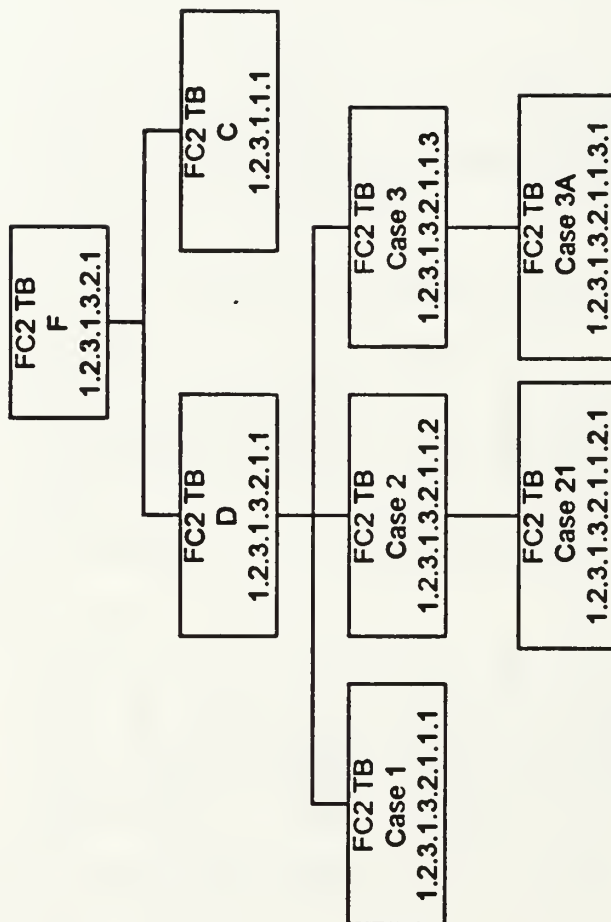 FC2 TB
F
1.2.3.1.3.2.1
FC2 TB
D
1.2.3.1.3.2.1.1
FC2 TB
C
1.2.3.1.1.1
FC2 TB
Case 1
1.2.3.1.3.2.1.1.1
FC2 TB
Case 2
1.2.3.1.3.2.1.1.2
FC2 TB
Case 3
1.2.3.1.3.2.1.1.3
FC2 TB
Case 21
1.2.3.1.3.2.1.1.2.1
FC2 TB
Case 3A
1.2.3.1.3.2.1.1.3.1